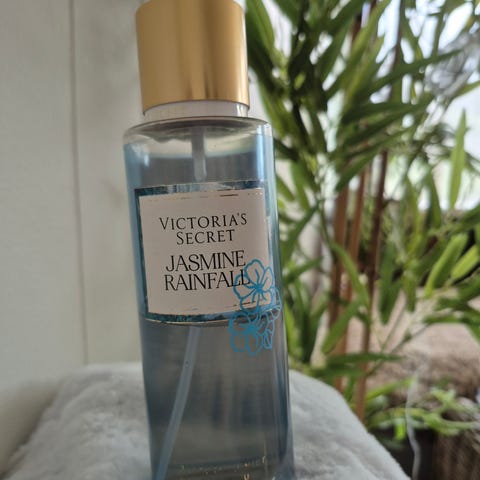 VICTORIA'S
SECRET
JASMINE
RAINFALL